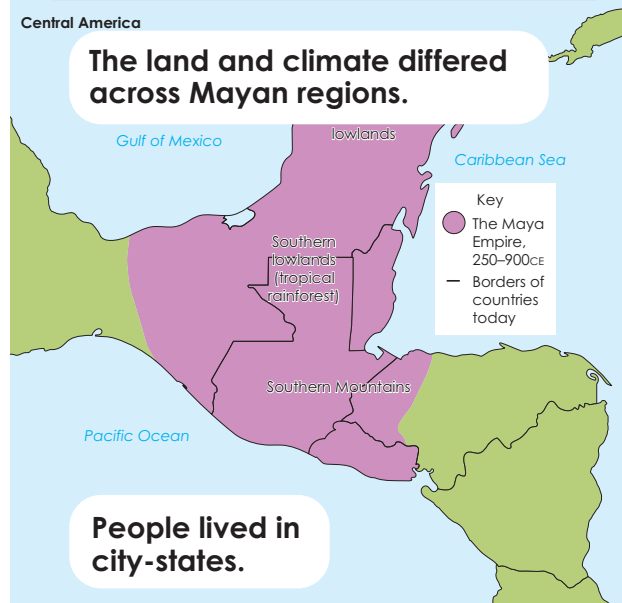 Central America
The land and climate differed
across Mayan regions.
lowlands
Gulf of Mexico
Caribbean Sea
Key
The Maya
Empire,
250–900CE
Borders of
countries
today
Southern
lowlands
(tropical
rainforest)
Southern Mountains
Pacific Ocean
People lived in
city-states.